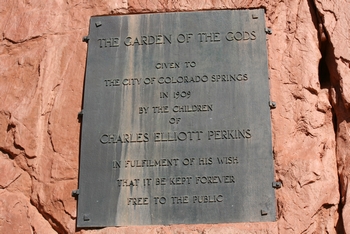 THE GARDEN OF THE GODS
GIVEN TO
THE CITY OF COLORADO SPRINGS
IN 1909
BY THE CHILDREN
OF
CHARLES ELLIOTT PERKINS
IN FULFILMENT OF HIS WISH
THAT IT BE KEPT FOREVER
FREE TO THE PUBLIC